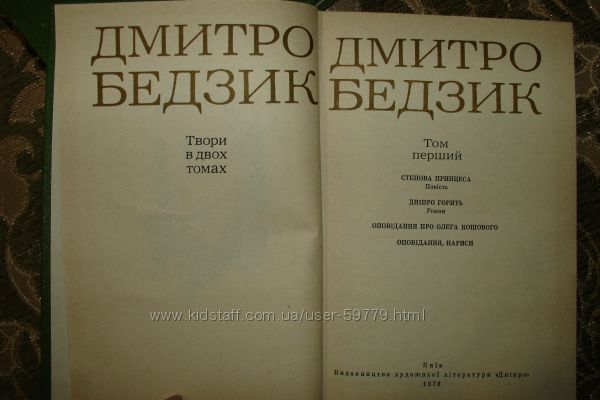 ДМИТРО
БЕДЗИК
Твори
в двох
томах
ДМИТРО
БЕДЗИК
Том
перший
СТЕПОВА ПРИНЦЕСА
Повість
ДНІПРО ГОРИТЬ
Роман
ОПОВІДАННЯ ПРО ОЛЕГА КОШОВОГО
ОПОВІДАННЯ, НАРИСИ
Київ
Видавництво художньої літератури «Дніпро»
1978
www.kidstaff.com.ua/user-59779.html